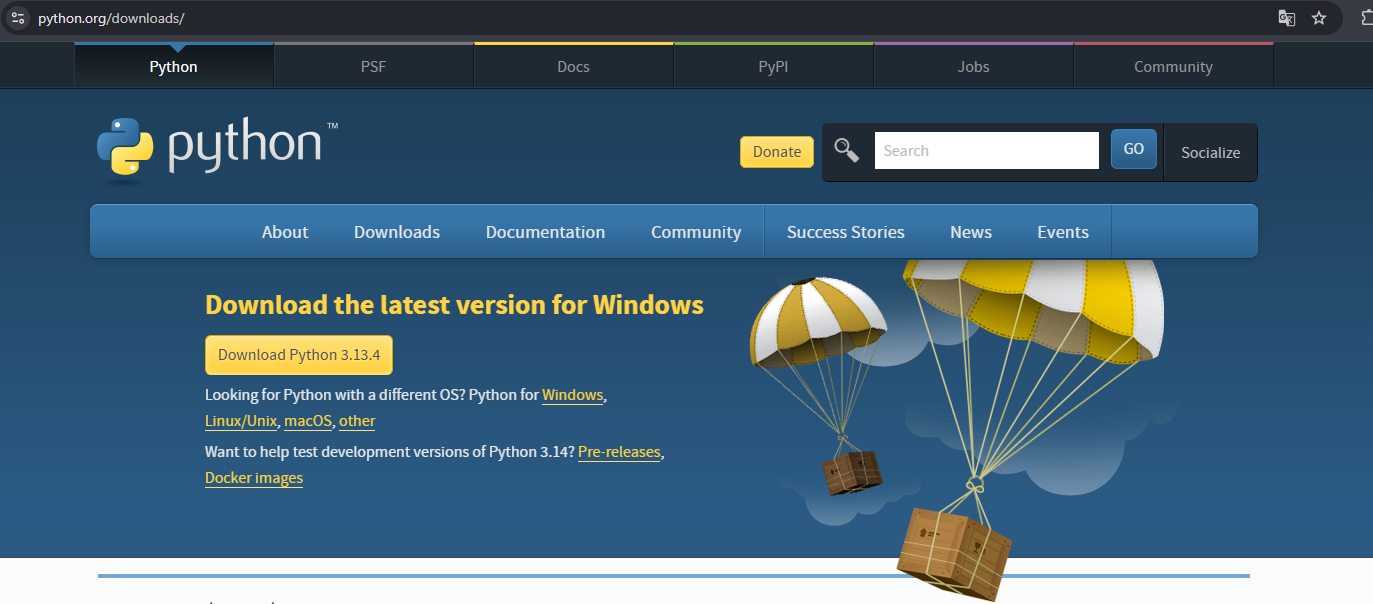 python.org/downloads/
Python PSF Docs PyPI Jobs Community
python™
Donate Search GO Socialize
About Downloads Documentation Community Success Stories News Events
Download the latest version for Windows
Download Python 3.13.4
Looking for Python with a different OS? Python for Windows,
Linux/Unix, macOS, other
Want to help test development versions of Python 3.14? Pre-releases,
Docker images